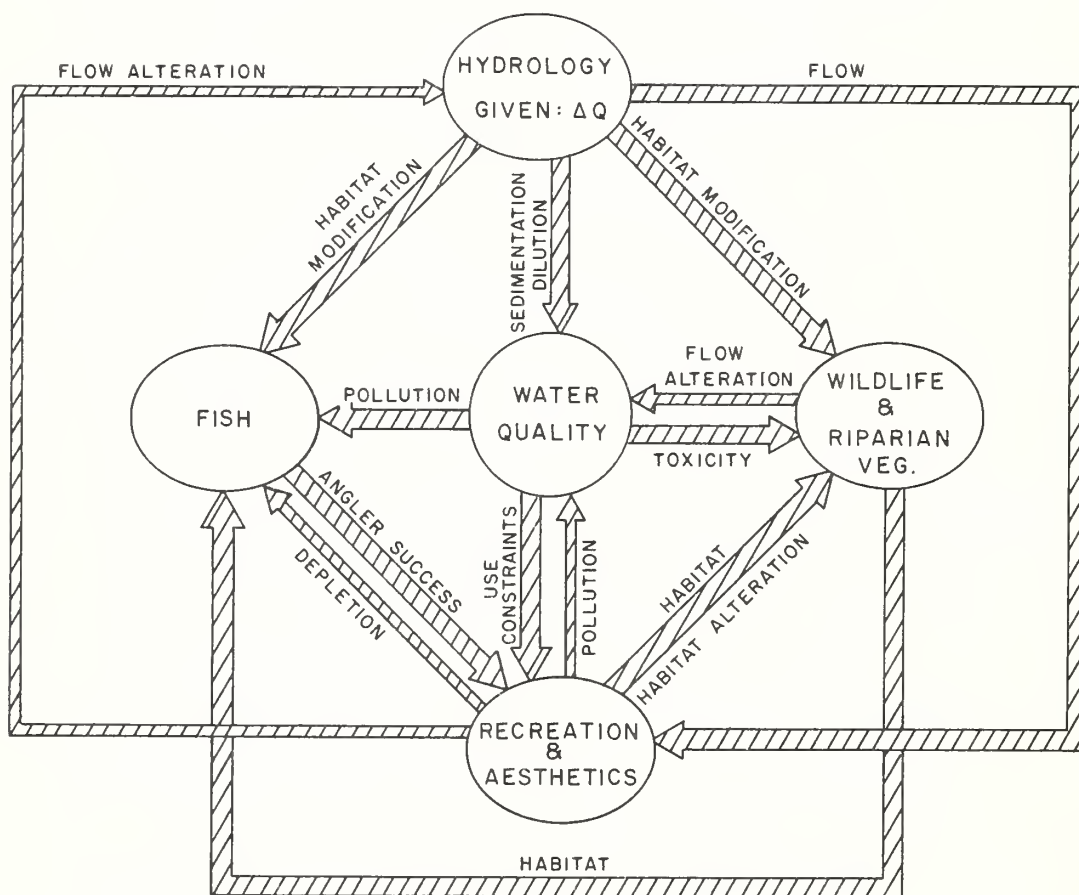 FLOW ALTERATION
HYDROLOGY
GIVEN: ΔQ
FLOW
HABITAT
MODIFICATION
SEDIMENTATION
DILUTION
HABITAT MODIFICATION
FISH
POLLUTION
WATER
QUALITY
FLOW
ALTERATION
TOXICITY
WILDLIFE
&
RIPARIAN
VEG.
ANGLER SUCCESS
DEPLETION
USE
CONSTRAINTS
POLLUTION
HABITAT
HABITAT ALTERATION
RECREATION
&
AESTHETICS
HABITAT